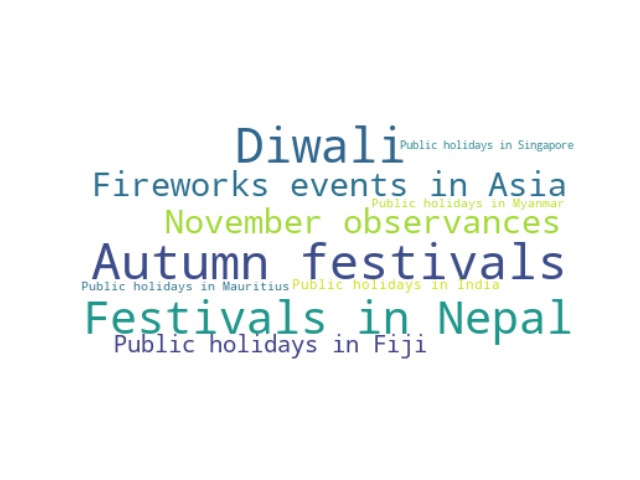 Diwali
Public holidays in Singapore
Fireworks events in Asia
Public holidays in Myanmar
November observances
Autumn festivals
Public holidays in Mauritius
Public holidays in India
Festivals in Nepal
Public holidays in Fiji